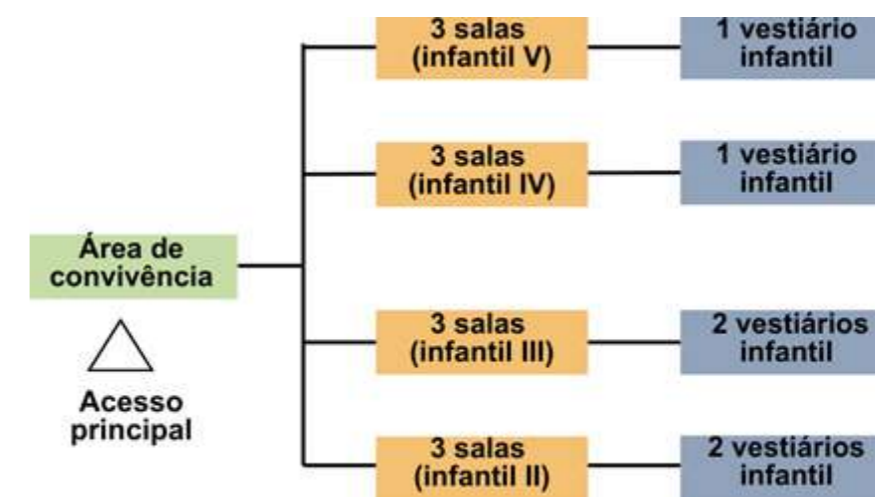 3 salas
(infantil V)
1 vestiário
infantil
3 salas
(infantil IV)
1 vestiário
infantil
Área de
convivência
3 salas
(infantil III)
2 vestiários
infantil
Acesso
principal
3 salas
(infantil II)
2 vestiários
infantil